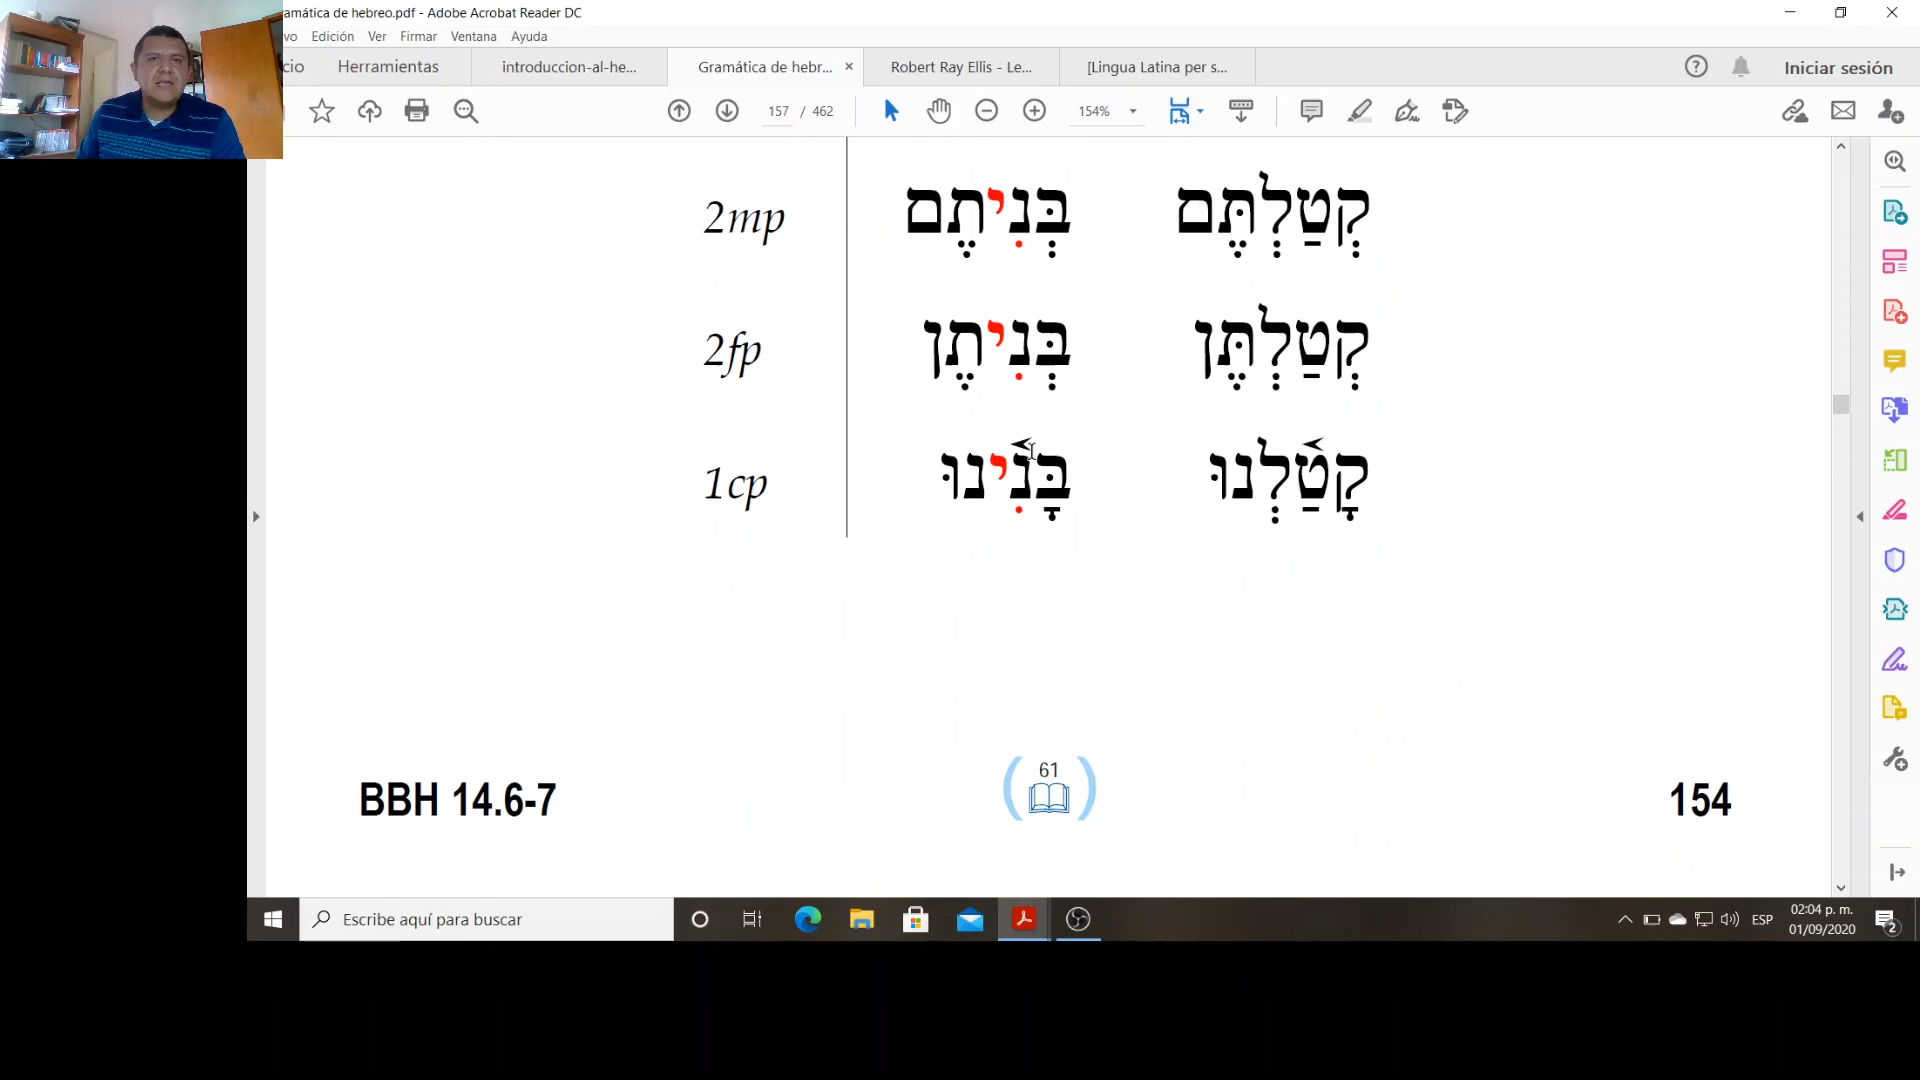 amática de hebreo.pdf - Adobe Acrobat Reader DC
vo Edición Ver Firmar Ventana Ayuda
cio Herramientas introduccion-al-he... Gramática de hebr... × Robert Ray Ellis - Le... [Lingua Latina per s... Iniciar sesión
157 / 462 154%
2mp בְּנִיתֶם קְטַלְתֶּם
2fp בְּנִיתֶן קְטַלְתֶּן
1cp בָּנִ֫ינוּ קָטַ֫לְנוּ
BBH 14.6-7 61 154
Escribe aquí para buscar ESP 02:04 p. m.
01/09/2020 2